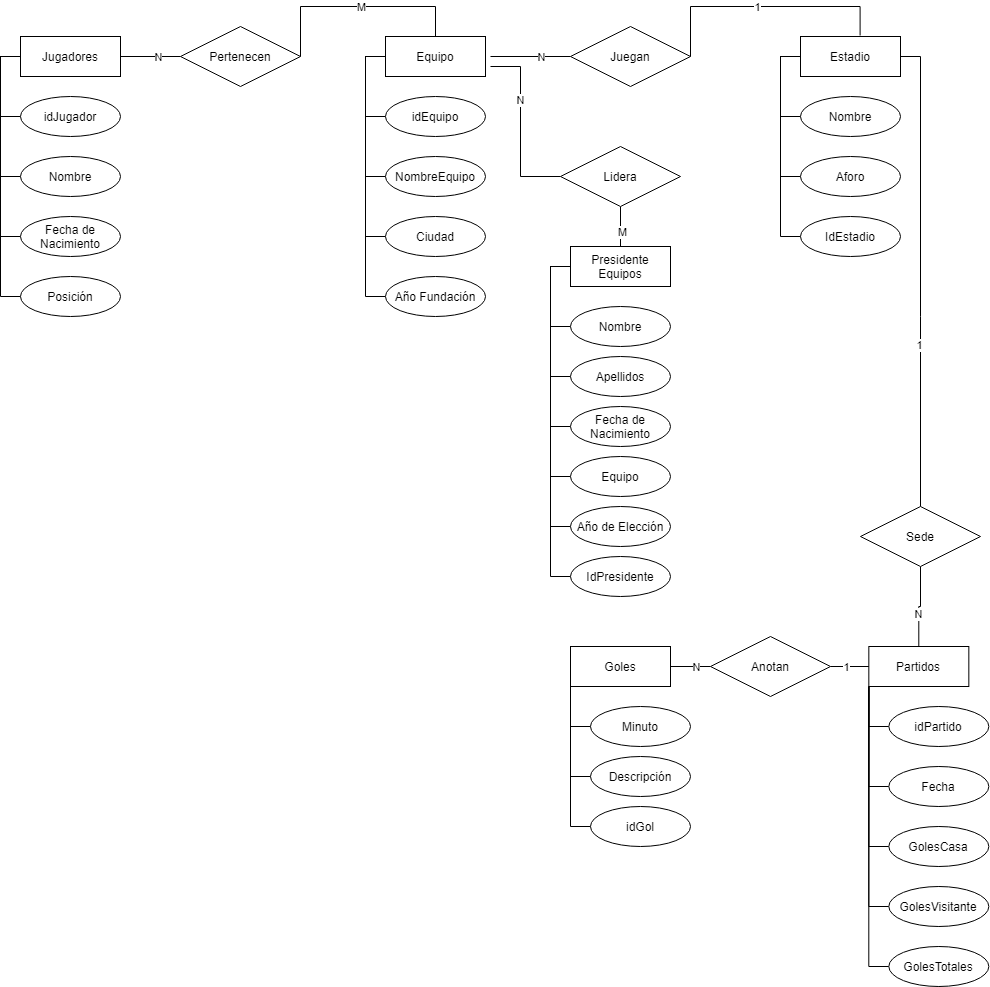 M
1
Jugadores
N
Pertenecen
Equipo
N
Juegan
Estadio
N
idJugador
idEquipo
Nombre
Nombre
NombreEquipo
Lidera
Aforo
Fecha de
Nacimiento
Ciudad
M
IdEstadio
Presidente
Equipos
Posición
Año Fundación
Nombre
1
Apellidos
Fecha de
Nacimiento
Equipo
Año de Elección
Sede
IdPresidente
N
Goles
N
Anotan
1
Partidos
Minuto
idPartido
Descripción
Fecha
idGol
GolesCasa
GolesVisitante
GolesTotales